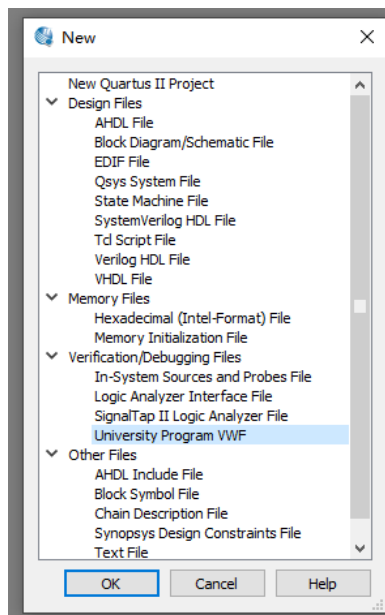 New
New Quartus II Project
Design Files
AHDL File
Block Diagram/Schematic File
EDIF File
Qsys System File
State Machine File
SystemVerilog HDL File
Tcl Script File
Verilog HDL File
VHDL File
Memory Files
Hexadecimal (Intel-Format) File
Memory Initialization File
Verification/Debugging Files
In-System Sources and Probes File
Logic Analyzer Interface File
SignalTap II Logic Analyzer File
University Program VWF
Other Files
AHDL Include File
Block Symbol File
Chain Description File
Synopsys Design Constraints File
Text File
OK Cancel Help